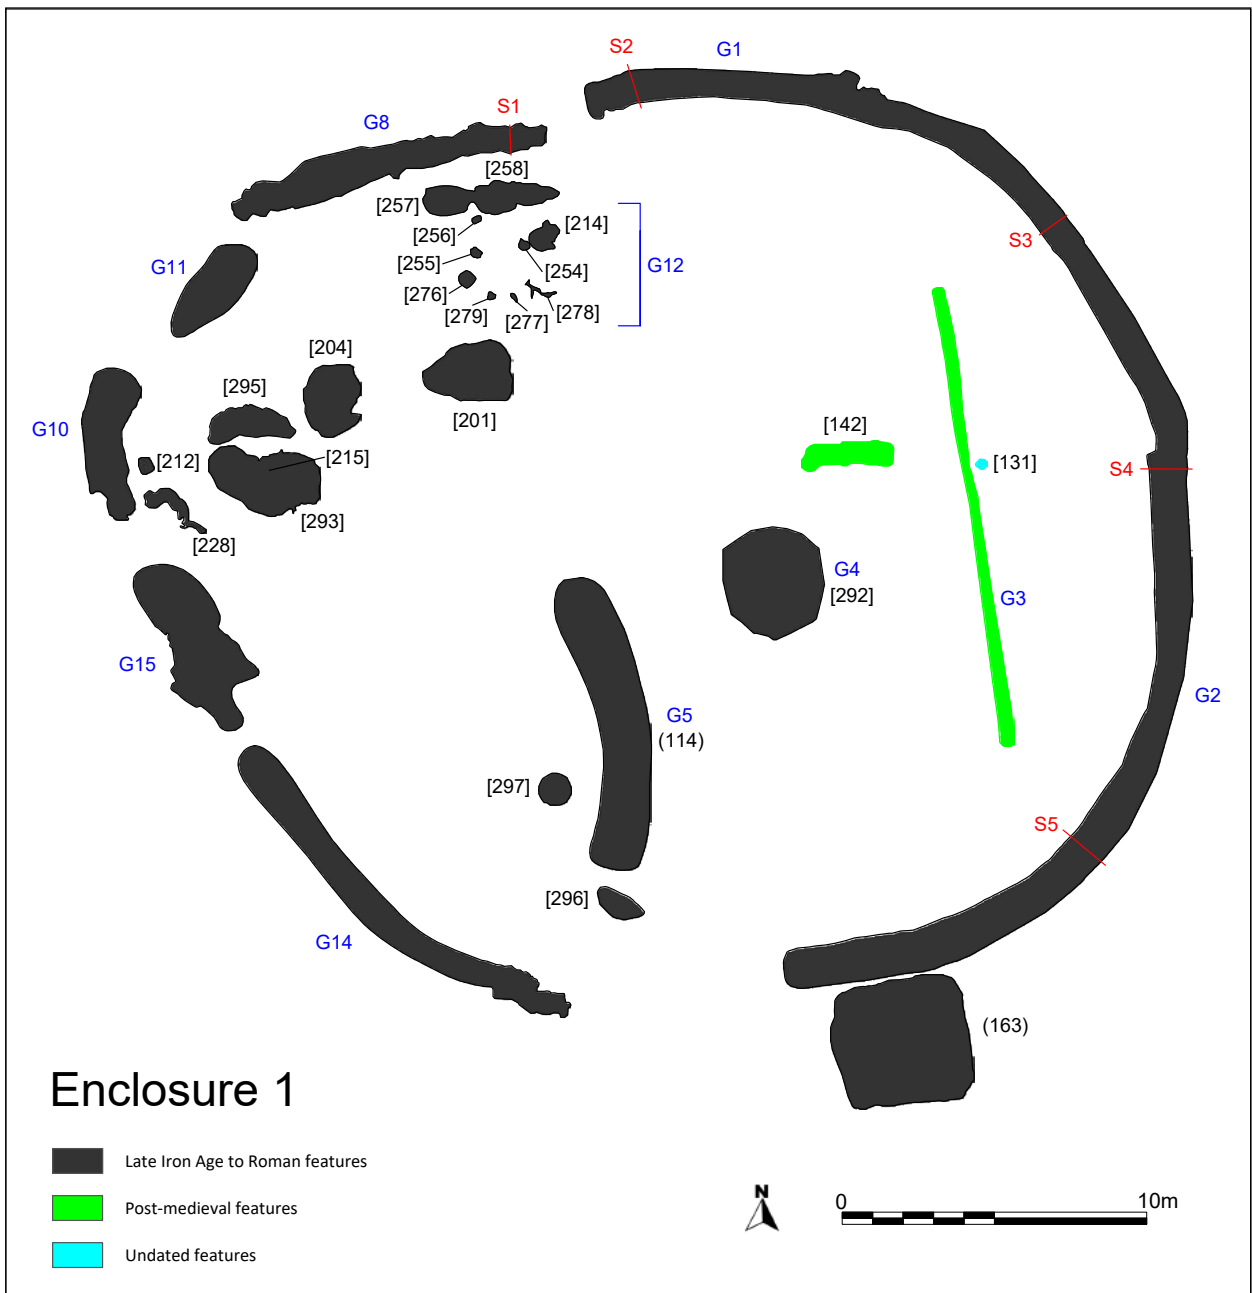 S2
G1
S1
G8
[258]
[257]
[256]
[214]
[255]
[254]
G12
G11
[276]
[279]
[277]
[278]
S3
[204]
[295]
[201]
G10
[212]
[215]
[293]
[228]
[142]
[131]
S4
G4
[292]
G3
G15
G5
(114)
G2
[297]
S5
[296]
G14
(163)
Enclosure 1
Late Iron Age to Roman features
Post-medieval features
Undated features
N
0 10m